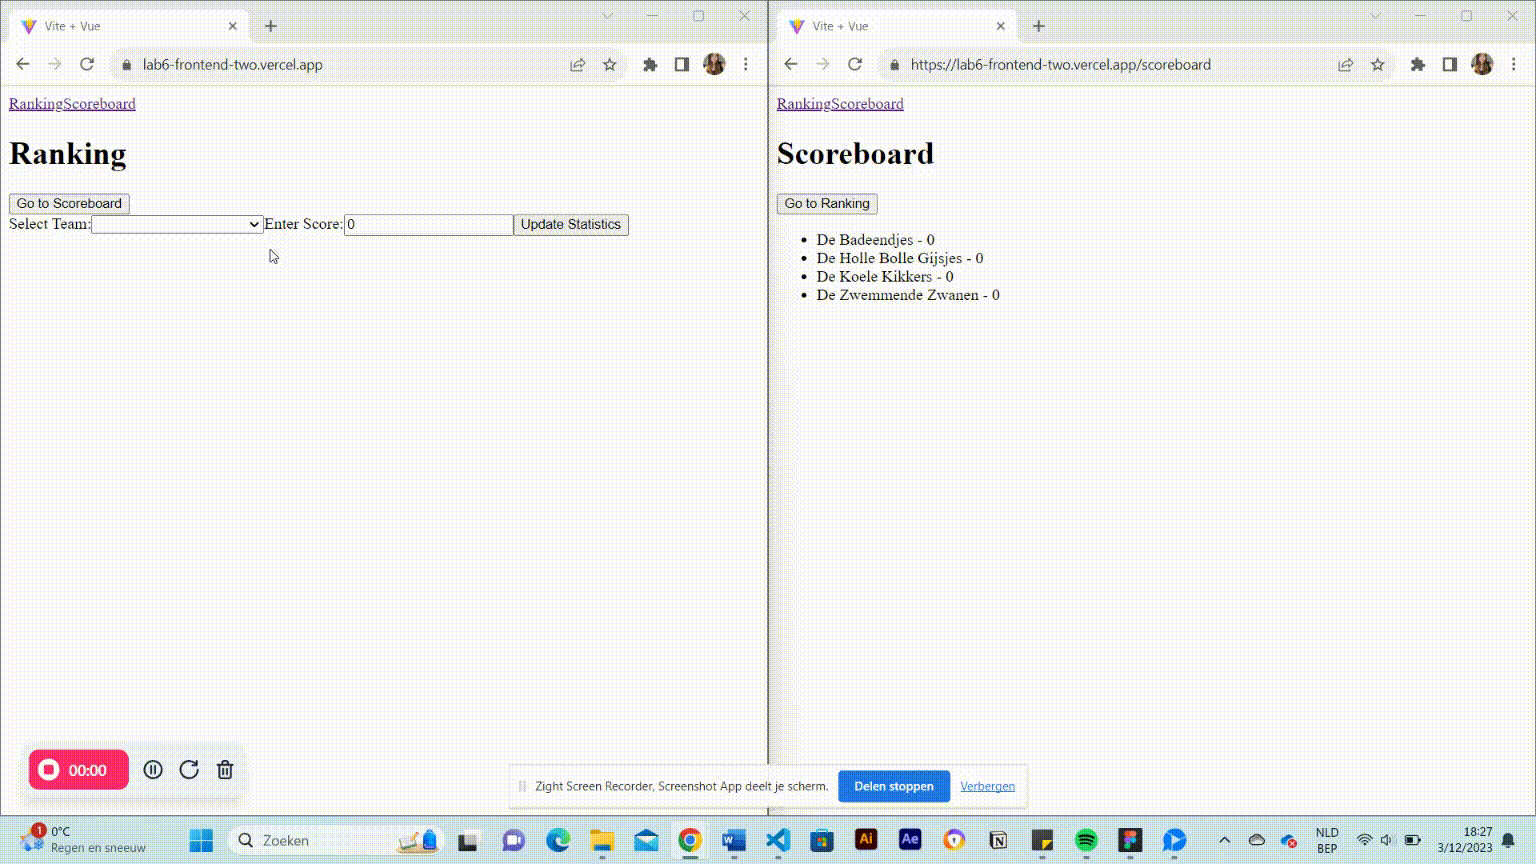 Vite + Vue
lab6-frontend-two.vercel.app
RankingScoreboard
Ranking
Go to Scoreboard
Select Team: Enter Score: 0 Update Statistics
Vite + Vue
https://lab6-frontend-two.vercel.app/scoreboard
RankingScoreboard
Scoreboard
Go to Ranking
De Badeendjes - 0
De Holle Bolle Gijsjes - 0
De Koele Kikkers - 0
De Zwemmende Zwanen - 0
00:00
Zight Screen Recorder, Screenshot App deelt je scherm. Delen stoppen Verbergen
1
0°C
Regen en sneeuw
Zoeken
W
Ai
Ae
NLD
BEP
18:27
3/12/2023